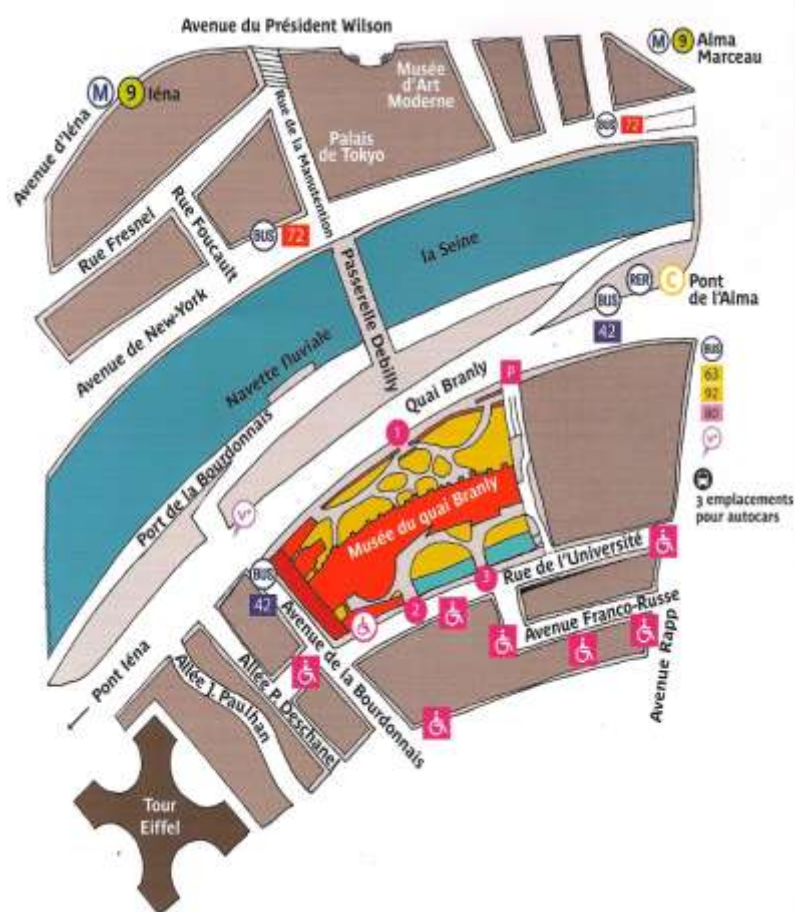 Avenue du Président Wilson
M 9 Alma
Marceau
M 9 Iéna
Avenue d'Iéna
Musée
d'Art
Moderne
Palais
de Tokyo
Rue de la Manutention
BUS 72
Rue Fresnel
Rue Foucault
BUS 72
Avenue de New-York
la Seine
Passerelle Debilly
Navette fluviale
RER C Pont
de l'Alma
BUS
42
Port de la Bourdonnais
Quai Branly
P
BUS
63
92
80
3 emplacements
pour autocars
1
Musée du quai Branly
2
3
Rue de l'Université
Avenue Franco-Russe
Avenue Rapp
BUS
42
Avenue de la Bourdonnais
Pont Iéna
Allée J. Paulhan
Allée P. Deschanel
Tour
Eiffel